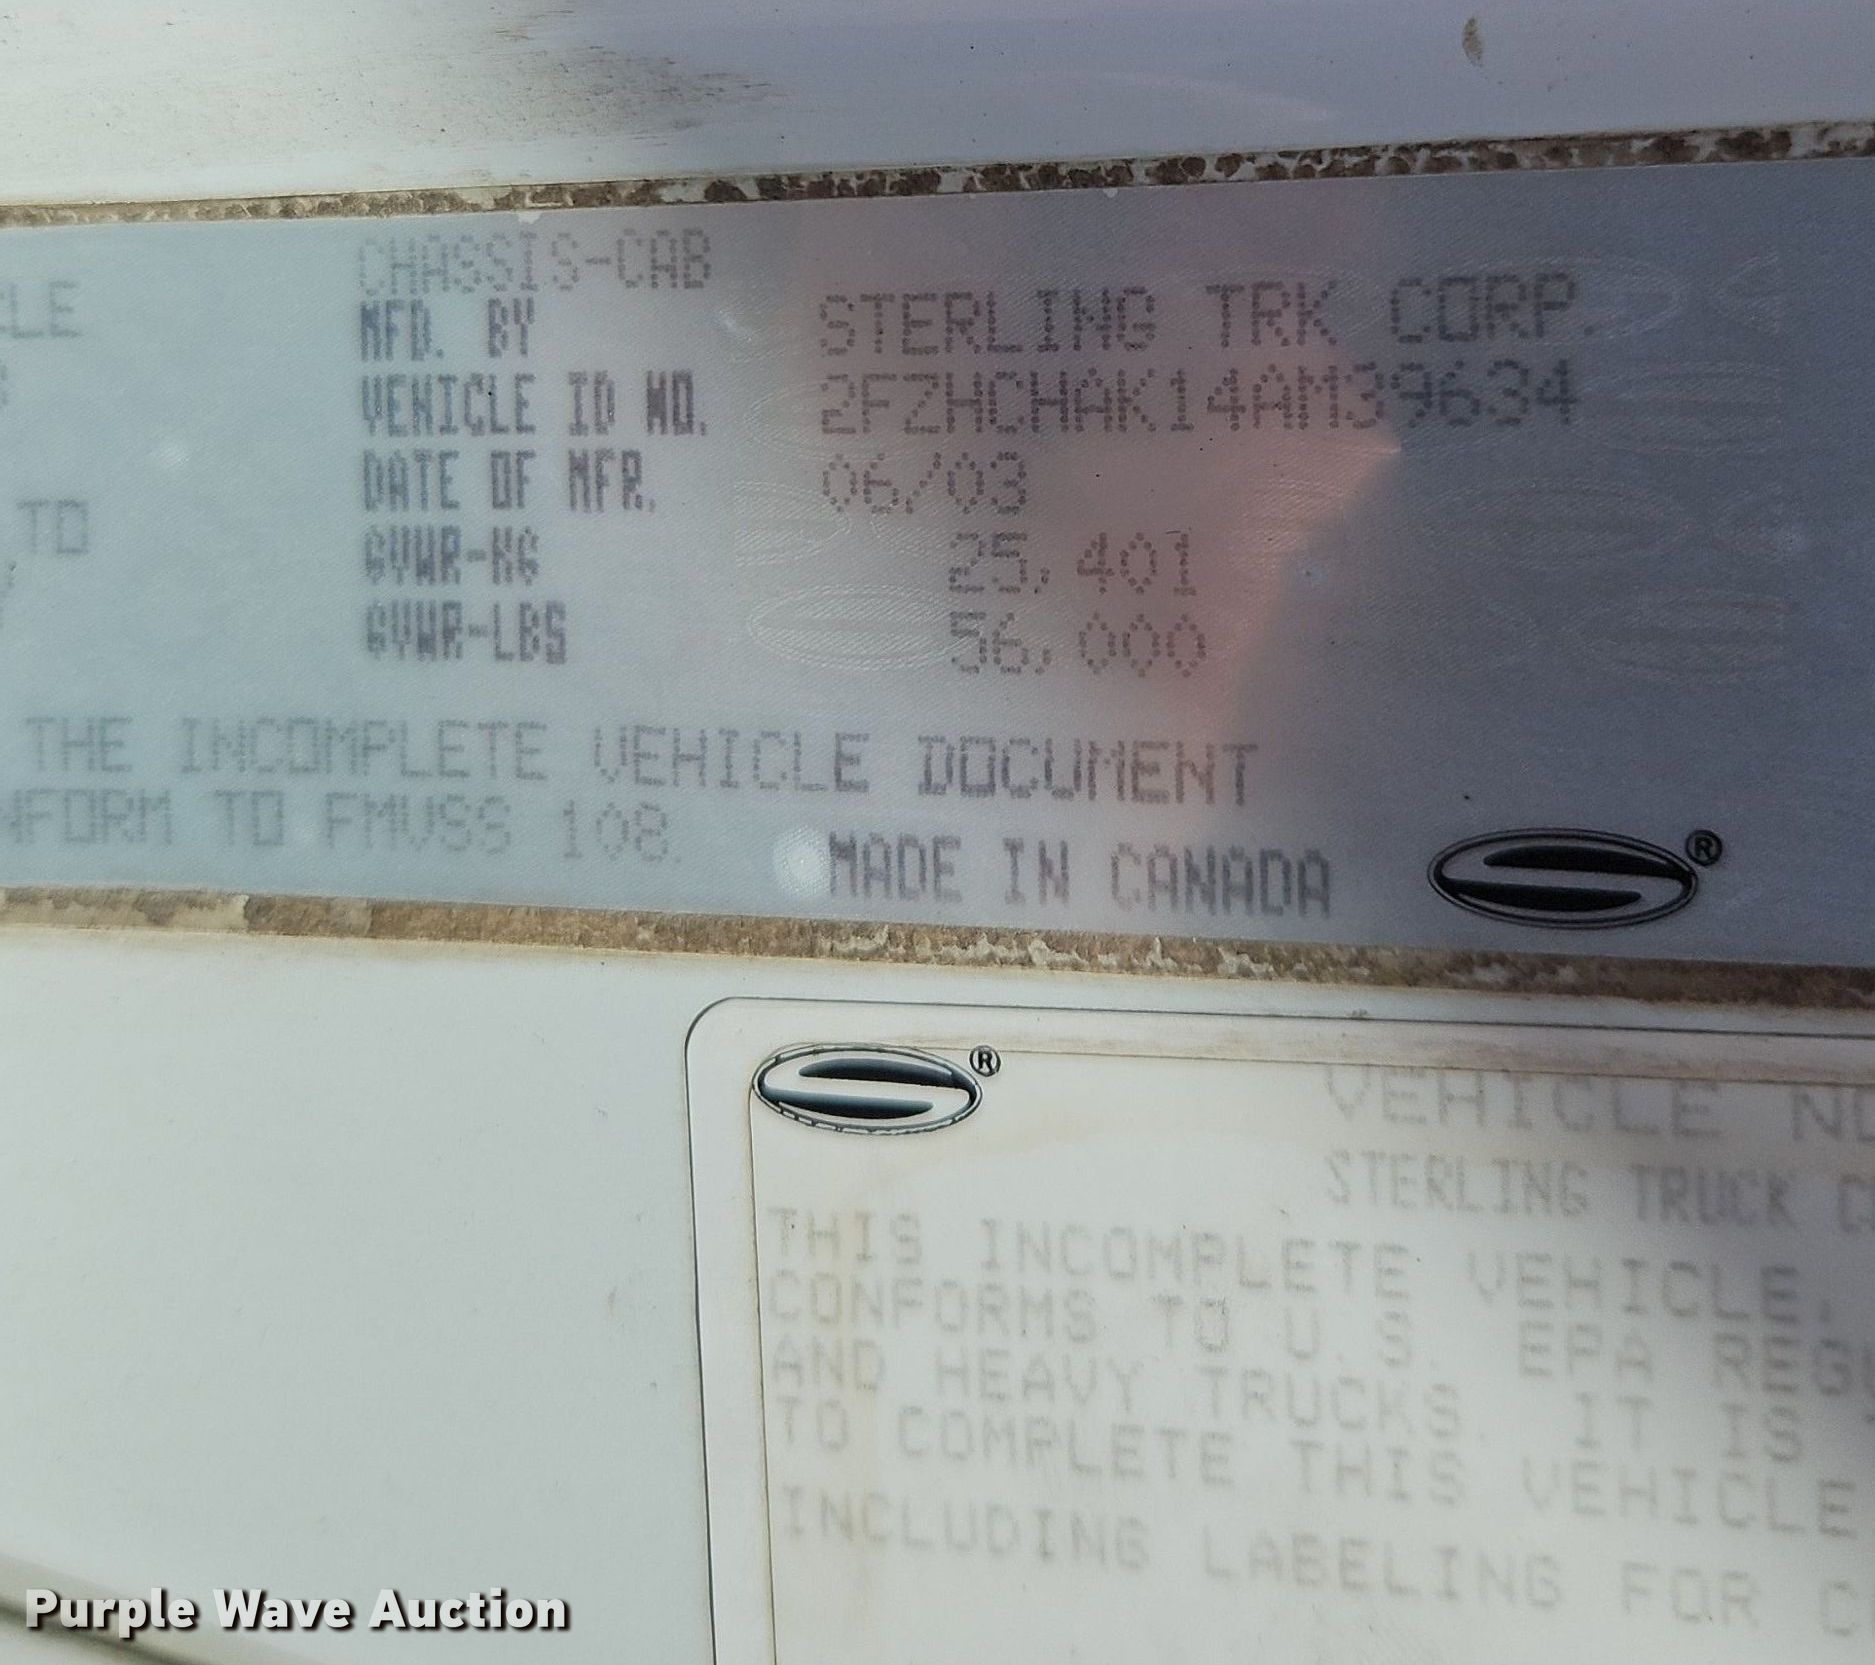 CHASSIS-CAB
MFD. BY STERLING TRK CORP.
VEHICLE ID NO. 2FZHCHAK14AM39634
DATE OF MFR. 06/03
GVWR-KG 25,401
GVWR-LBS 56,000
CLE
TO
THE INCOMPLETE VEHICLE DOCUMENT
NFORM TO FMVSS 108.
MADE IN CANADA
®
®
VEHICLE NO
STERLING TRUCK C
THIS INCOMPLETE VEHICLE,
CONFORMS TO U.S. EPA REGU
AND HEAVY TRUCKS. IT IS
TO COMPLETE THIS VEHICLE
INCLUDING LABELING FOR C
Purple Wave Auction